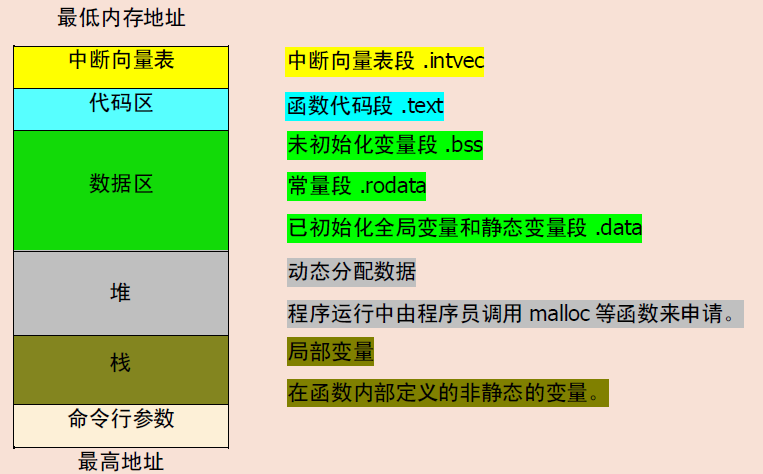 最低内存地址
中断向量表
中断向量表段 .intvec
代码区
函数代码段 .text
未初始化变量段 .bss
数据区
常量段 .rodata
已初始化全局变量和静态变量段 .data
堆
动态分配数据
程序运行中由程序员调用 malloc 等函数来申请。
栈
局部变量
在函数内部定义的非静态的变量。
命令行参数
最高地址